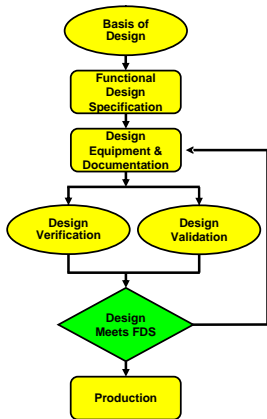 Basis of
Design
Functional
Design
Specification
Design
Equipment &
Documentation
Design
Verification
Design
Validation
Design
Meets FDS
Production